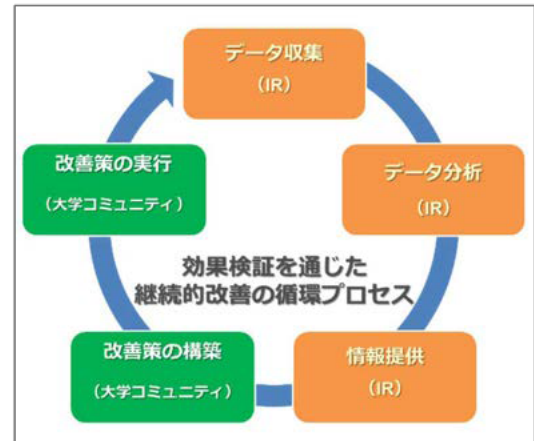 データ収集
(IR)
データ分析
(IR)
情報提供
(IR)
改善策の構築
(大学コミュニティ)
改善策の実行
(大学コミュニティ)
効果検証を通じた
継続的改善の循環プロセス